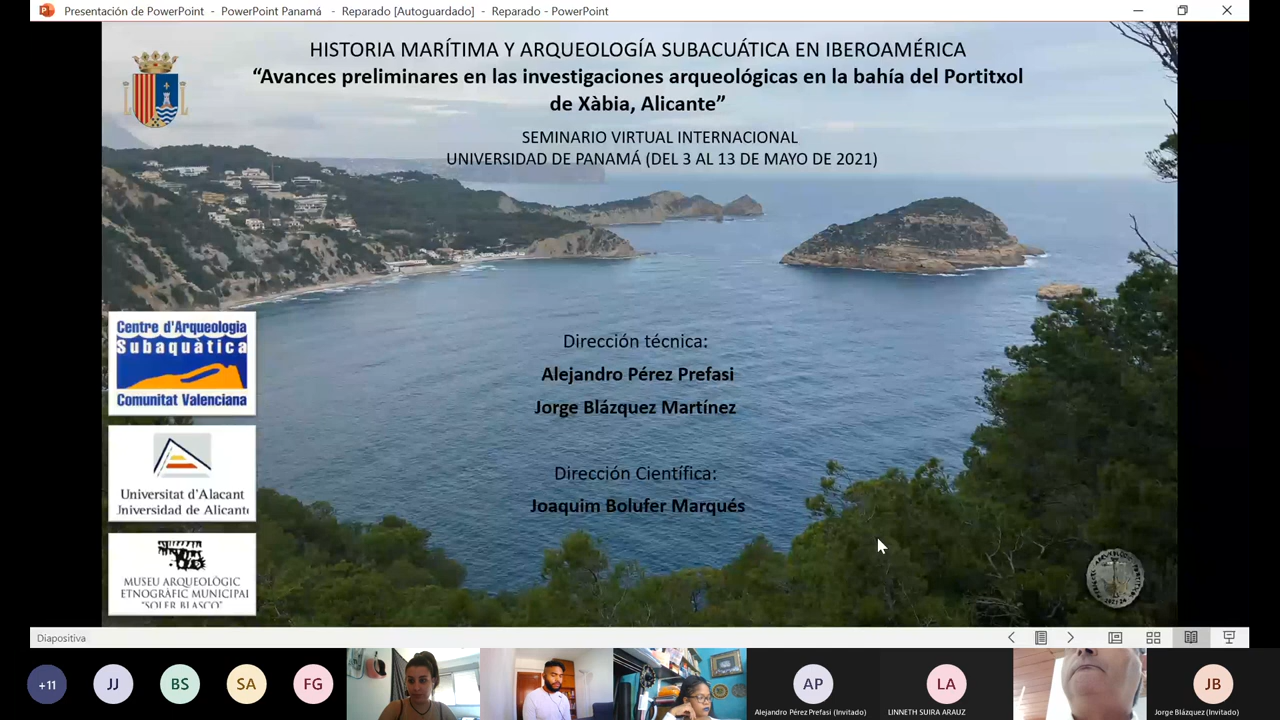 Presentación de PowerPoint - PowerPoint Panamá - Reparado [Autoguardado] - Reparado - PowerPoint
HISTORIA MARÍTIMA Y ARQUEOLOGÍA SUBACUÁTICA EN IBEROAMÉRICA
“Avances preliminares en las investigaciones arqueológicas en la bahía del Portitxol
de Xàbia, Alicante”
SEMINARIO VIRTUAL INTERNACIONAL
UNIVERSIDAD DE PANAMÁ (DEL 3 AL 13 DE MAYO DE 2021)
Centre d'Arqueologia
Subaquàtica
Comunitat Valenciana
Universitat d'Alacant
Universidad de Alicante
MUSEU ARQUEOLÒGIC
ETNOGRÀFIC MUNICIPAL
"SOLER BLASCO"
Dirección técnica:
Alejandro Pérez Prefasi
Jorge Blázquez Martínez
Dirección Científica:
Joaquim Bolufer Marqués
Diapositiva
+11
JJ
BS
SA
FG
AP
Alejandro Pérez Prefasi (Invitado)
LA
LINNETH SUIRA ARAUZ
JB
Jorge Blázquez (Invitado)